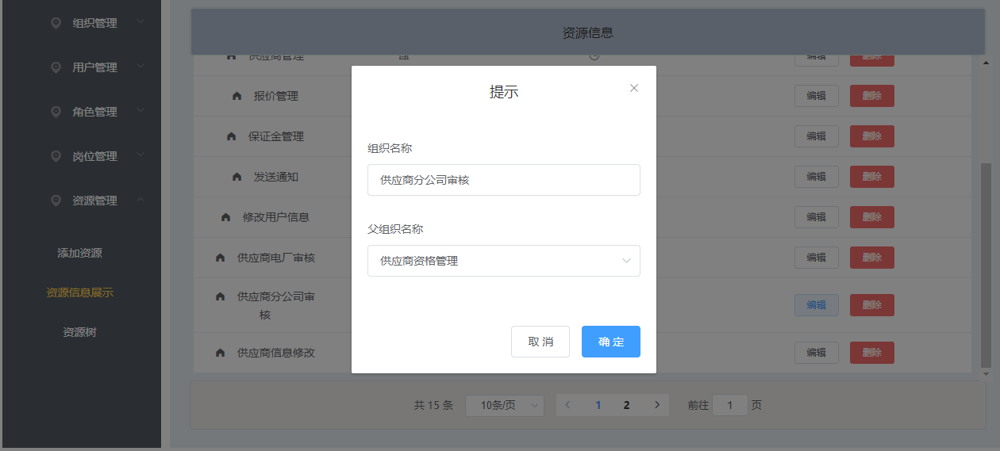 组织管理
用户管理
角色管理
岗位管理
资源管理
添加资源
资源信息展示
资源树
资源信息
供应商管理
编辑 删除
报价管理
编辑 删除
保证金管理
编辑 删除
发送通知
编辑 删除
修改用户信息
编辑 删除
供应商电厂审核
编辑 删除
供应商分公司审
核
编辑 删除
供应商信息修改
编辑 删除
提示
组织名称
供应商分公司审核
父组织名称
供应商资格管理
取 消 确 定
共 15 条 10条/页 1 2 前往 1 页